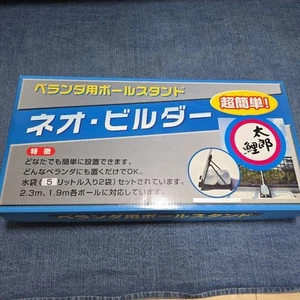 ベランダ用ポールスタンド
超簡単!
ネオ・ビルダー
特徴
どなたでも簡単に設置できます。
どんなベランダにも置くだけでOK。
水袋(5リットル入り2袋)セットされています。
2.3m、1.9m各ポールに対応しています。
太郎
鯉
ベランダ用ポールスタンド